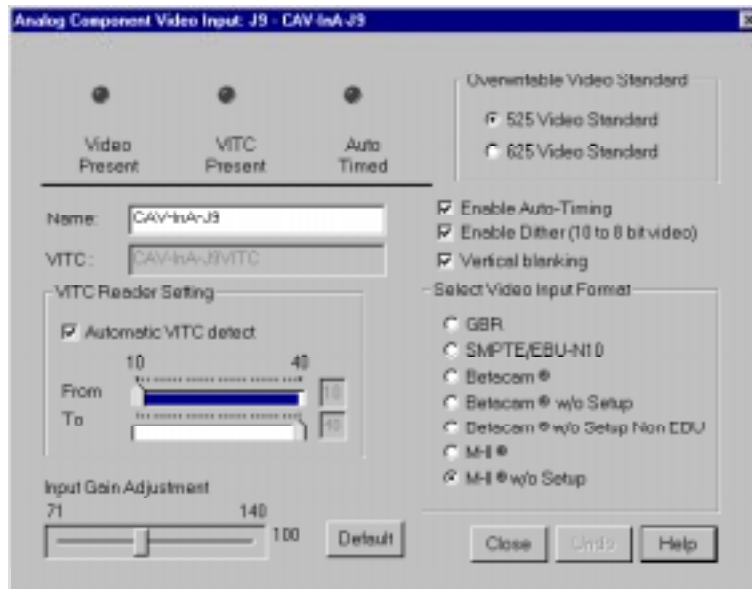 Analog Component Video Input: J9 - CAV-InA-J9
Video Present
VITC Present
Auto Timed
Overwritable Video Standard
525 Video Standard
625 Video Standard
Name: CAV-InA-J9
VITC: CAV-InA-J9VITC
Enable Auto-Timing
Enable Dither (10 to 8 bit video)
Vertical blanking
VITC Reader Setting
Automatic VITC detect
10 40
From 10
To 40
Select Video Input Format
GBR
SMPTE/EBU-N10
Betacam ®
Betacam ® w/o Setup
Betacam ® w/o Setup Non EBU
M-II ®
M-II ® w/o Setup
Input Gain Adjustment
71 140
100
Default
Close Undo Help